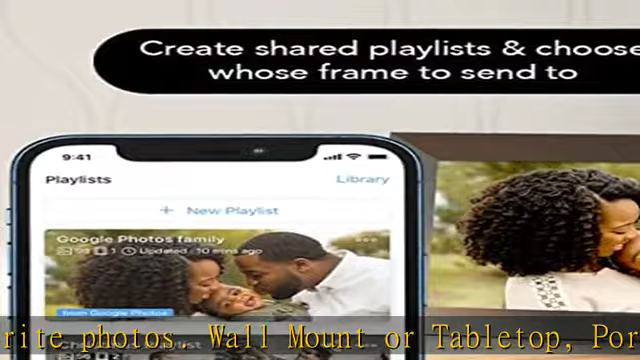 Create shared playlists & choose
whose frame to send to
9:41
Playlists
Library
+ New Playlist
Google Photos family
1
Updated · 10 mins ago
from Google Photos
rite photos. Wall Mount or Tabletop, Por